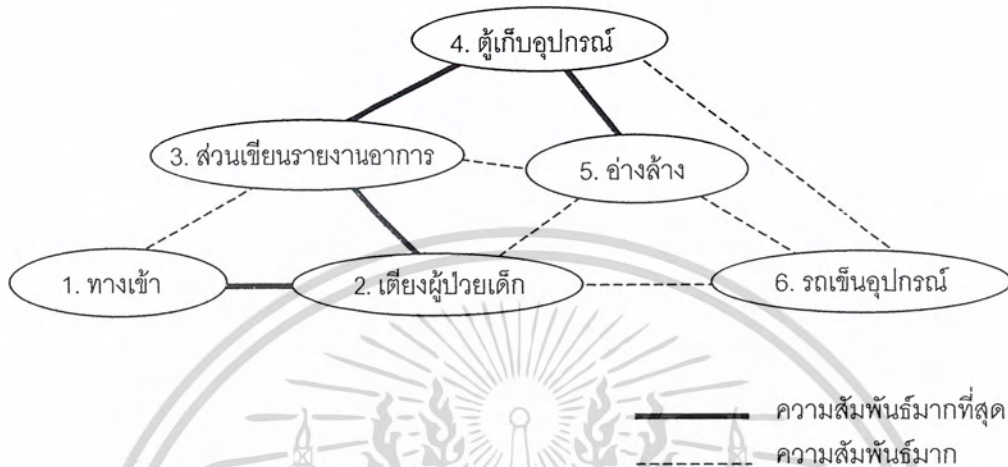 4. ตู้เก็บอุปกรณ์
3. ส่วนเขียนรายงานอาการ
5. อ่างล้าง
1. ทางเข้า
2. เตียงผู้ป่วยเด็ก
6. รถเข็นอุปกรณ์
ความสัมพันธ์มากที่สุด
ความสัมพันธ์มาก